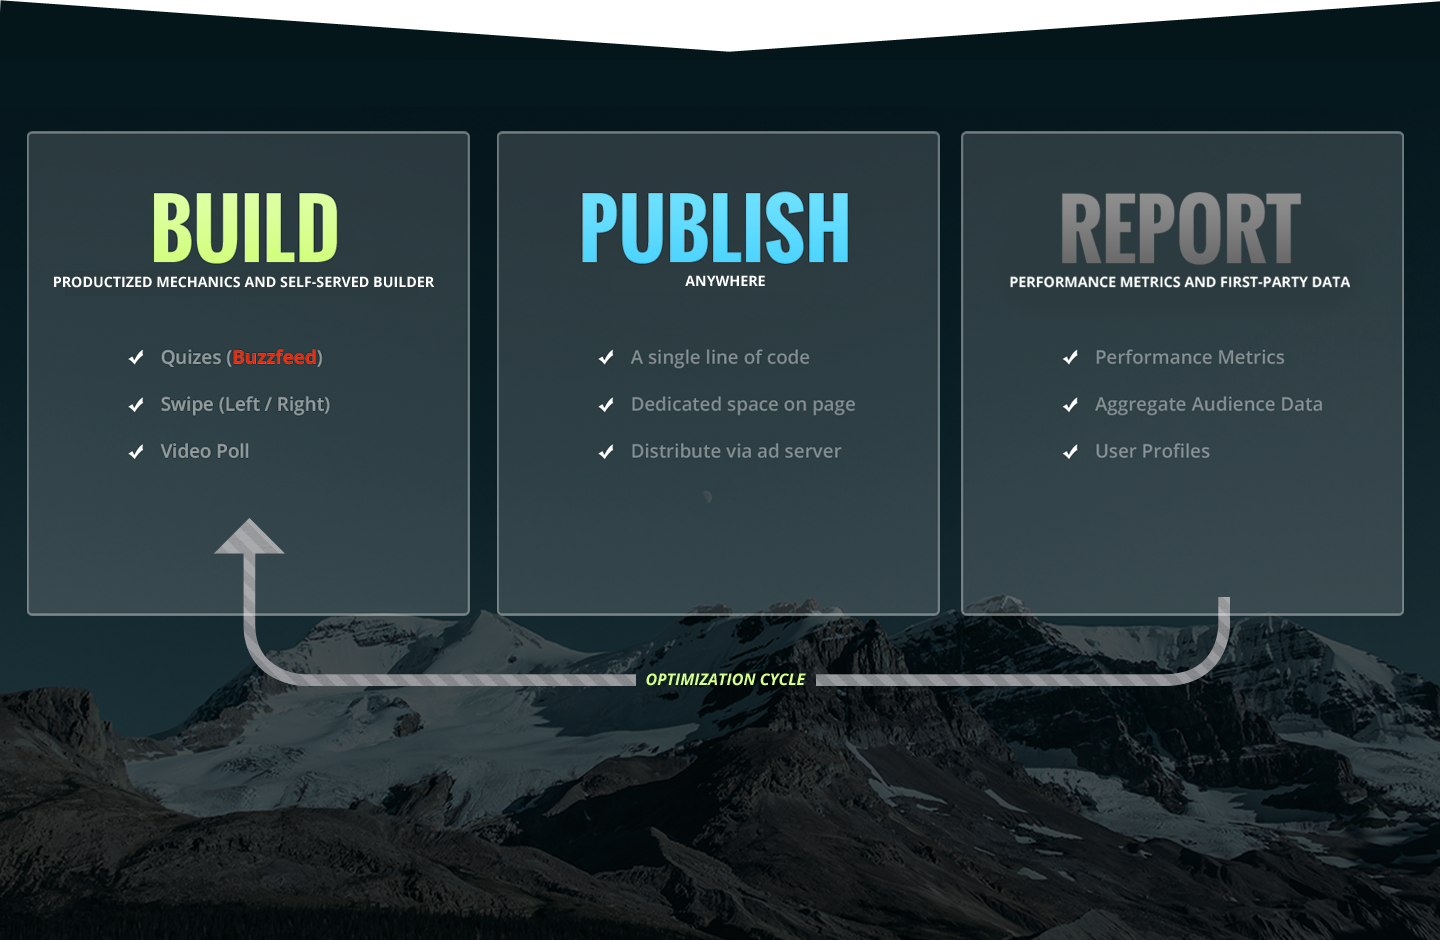 BUILD
PRODUCTIZED MECHANICS AND SELF-SERVED BUILDER
Quizes (Buzzfeed)
Swipe (Left / Right)
Video Poll
PUBLISH
ANYWHERE
A single line of code
Dedicated space on page
Distribute via ad server
REPORT
PERFORMANCE METRICS AND FIRST-PARTY DATA
Performance Metrics
Aggregate Audience Data
User Profiles
OPTIMIZATION CYCLE